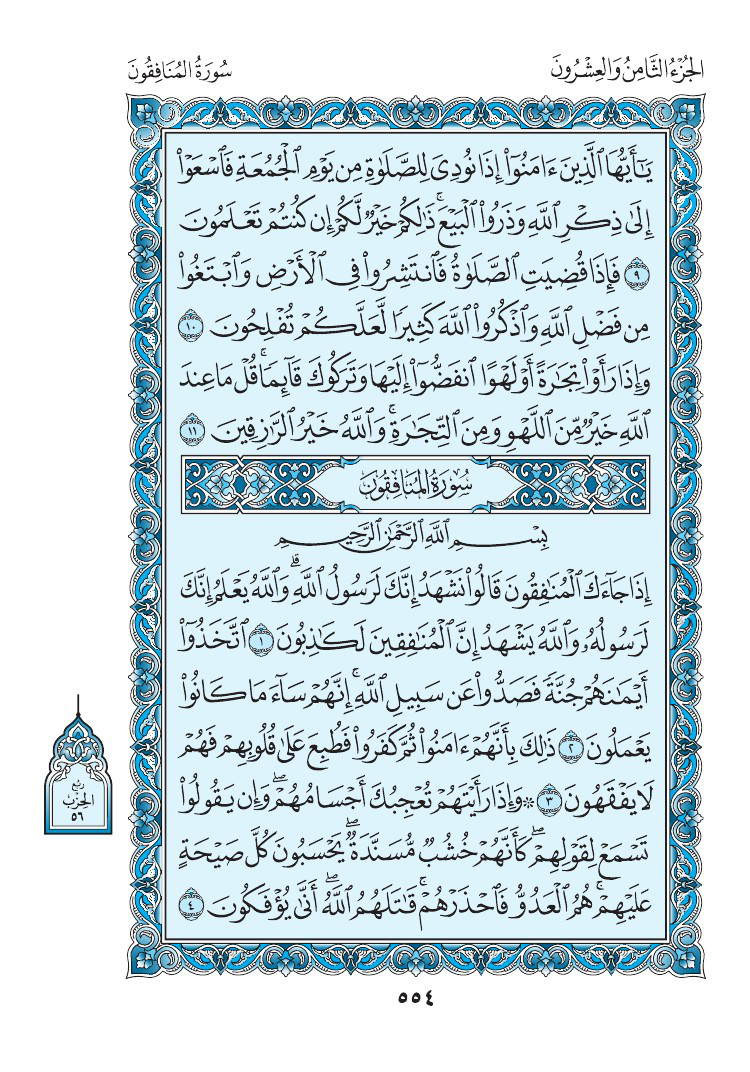 الجُزْءُ الثَّامِنُ وَالعِشْرُونَ
سُورَةُ المُنَافِقُونَ
يَٰٓأَيُّهَا ٱلَّذِينَ ءَامَنُوٓاْ إِذَا نُودِيَ لِلصَّلَوٰةِ مِن يَوۡمِ ٱلۡجُمُعَةِ فَٱسۡعَوۡاْ
إِلَىٰ ذِكۡرِ ٱللَّهِ وَذَرُواْ ٱلۡبَيۡعَۚ ذَٰلِكُمۡ خَيۡرٞ لَّكُمۡ إِن كُنتُمۡ تَعۡلَمُونَ
٩ فَإِذَا قُضِيَتِ ٱلصَّلَوٰةُ فَٱنتَشِرُواْ فِي ٱلۡأَرۡضِ وَٱبۡتَغُواْ
مِن فَضۡلِ ٱللَّهِ وَٱذۡكُرُواْ ٱللَّهَ كَثِيرٗا لَّعَلَّكُمۡ تُفۡلِحُونَ ١٠
وَإِذَا رَأَوۡاْ تِجَٰرَةً أَوۡ لَهۡوًا ٱنفَضُّوٓاْ إِلَيۡهَا وَتَرَكُوكَ قَآئِمٗاۚ قُلۡ مَا عِندَ
ٱللَّهِ خَيۡرٞ مِّنَ ٱللَّهۡوِ وَمِنَ ٱلتِّجَٰرَةِۚ وَٱللَّهُ خَيۡرُ ٱلرَّٰزِقِينَ ١١
سُورَةُ المُنَافِقُونَ
بِسۡمِ ٱللَّهِ ٱلرَّحۡمَٰنِ ٱلرَّحِيمِ
إِذَا جَآءَكَ ٱلۡمُنَٰفِقُونَ قَالُواْ نَشۡهَدُ إِنَّكَ لَرَسُولُ ٱللَّهِۗ وَٱللَّهُ يَعۡلَمُ إِنَّكَ
لَرَسُولُهُۥ وَٱللَّهُ يَشۡهَدُ إِنَّ ٱلۡمُنَٰفِقِينَ لَكَٰذِبُونَ ١ ٱتَّخَذُوٓاْ
أَيۡمَٰنَهُمۡ جُنَّةٗ فَصَدُّواْ عَن سَبِيلِ ٱللَّهِۚ إِنَّهُمۡ سَآءَ مَا كَانُواْ
يَعۡمَلُونَ ٢ ذَٰلِكَ بِأَنَّهُمۡ ءَامَنُواْ ثُمَّ كَفَرُواْ فَطُبِعَ عَلَىٰ قُلُوبِهِمۡ فَهُمۡ
لَا يَفۡقَهُونَ ٣ ۞ وَإِذَا رَأَيۡتَهُمۡ تُعۡجِبُكَ أَجۡسَامُهُمۡۖ وَإِن يَقُولُواْ
تَسۡمَعۡ لِقَوۡلِهِمۡۖ كَأَنَّهُمۡ خُشُبٞ مُّسَنَّدَةٞۖ يَحۡسَبُونَ كُلَّ صَيۡحَةٍ
عَلَيۡهِمۡۚ هُمُ ٱلۡعَدُوُّ فَٱحۡذَرۡهُمۡۚ قَٰتَلَهُمُ ٱللَّهُۖ أَنَّىٰ يُؤۡفَكُونَ ٤
ربع
الحزب
٥٦
٥٥٤